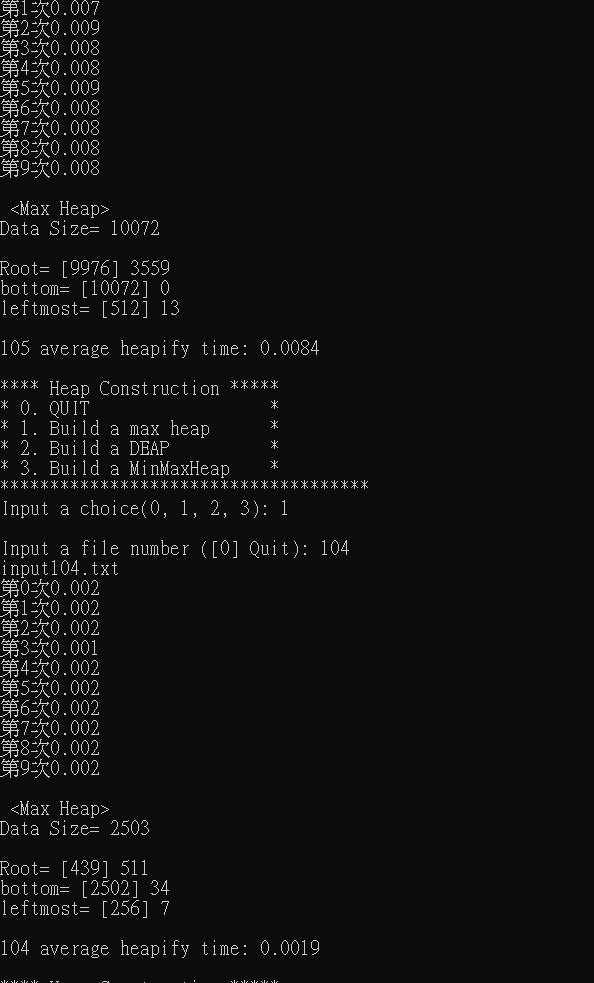 第1次0.007
第2次0.009
第3次0.008
第4次0.008
第5次0.009
第6次0.008
第7次0.008
第8次0.008
第9次0.008
<Max Heap>
Data Size= 10072
Root= [9976] 3559
bottom= [10072] 0
leftmost= [512] 13
105 average heapify time: 0.0084
**** Heap Construction *****
* 0. QUIT *
* 1. Build a max heap *
* 2. Build a DEAP *
* 3. Build a MinMaxHeap *
*************************************
Input a choice(0, 1, 2, 3): 1
Input a file number ([0] Quit): 104
input104.txt
第0次0.002
第1次0.002
第2次0.002
第3次0.001
第4次0.002
第5次0.002
第6次0.002
第7次0.002
第8次0.002
第9次0.002
<Max Heap>
Data Size= 2503
Root= [439] 511
bottom= [2502] 34
leftmost= [256] 7
104 average heapify time: 0.0019
**** Heap Construction *****